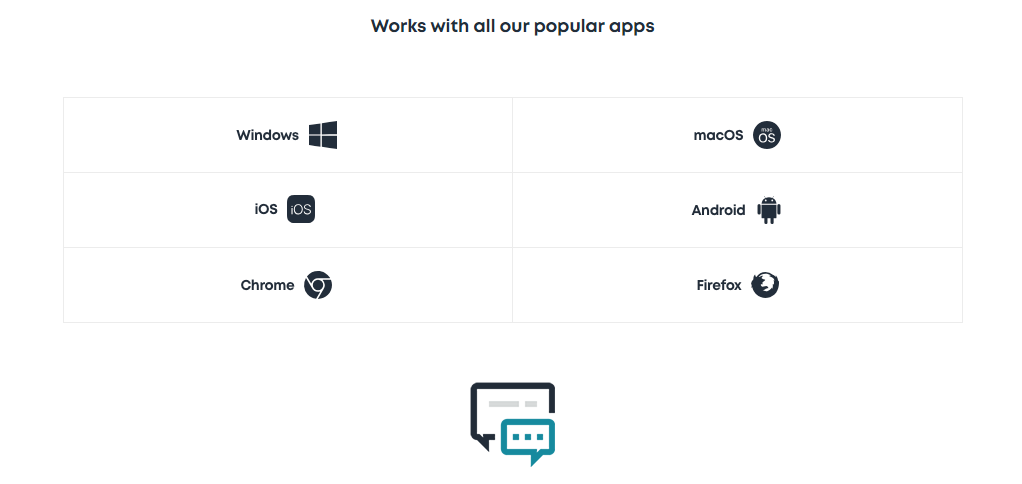 Works with all our popular apps
Windows
macOS
mac
OS
iOS
iOS
Android
Chrome
Firefox